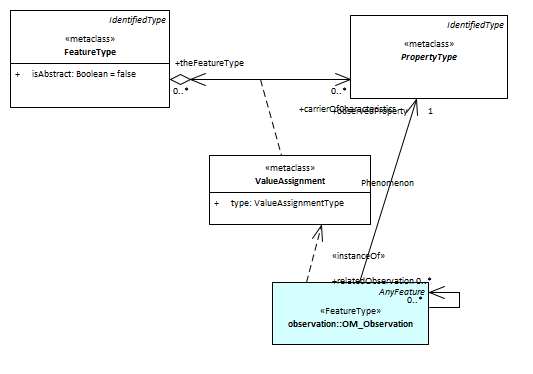 IdentifiedType
«metaclass»
FeatureType
+ isAbstract: Boolean = false
IdentifiedType
«metaclass»
PropertyType
+theFeatureType
0..*
0..*
+carrierOfCharacteristics
+observedProperty
1
«metaclass»
ValueAssignment
+ type: ValueAssignmentType
Phenomenon
«instanceOf»
+relatedObservation 0..*
AnyFeature
0..*
«FeatureType»
observation::OM_Observation